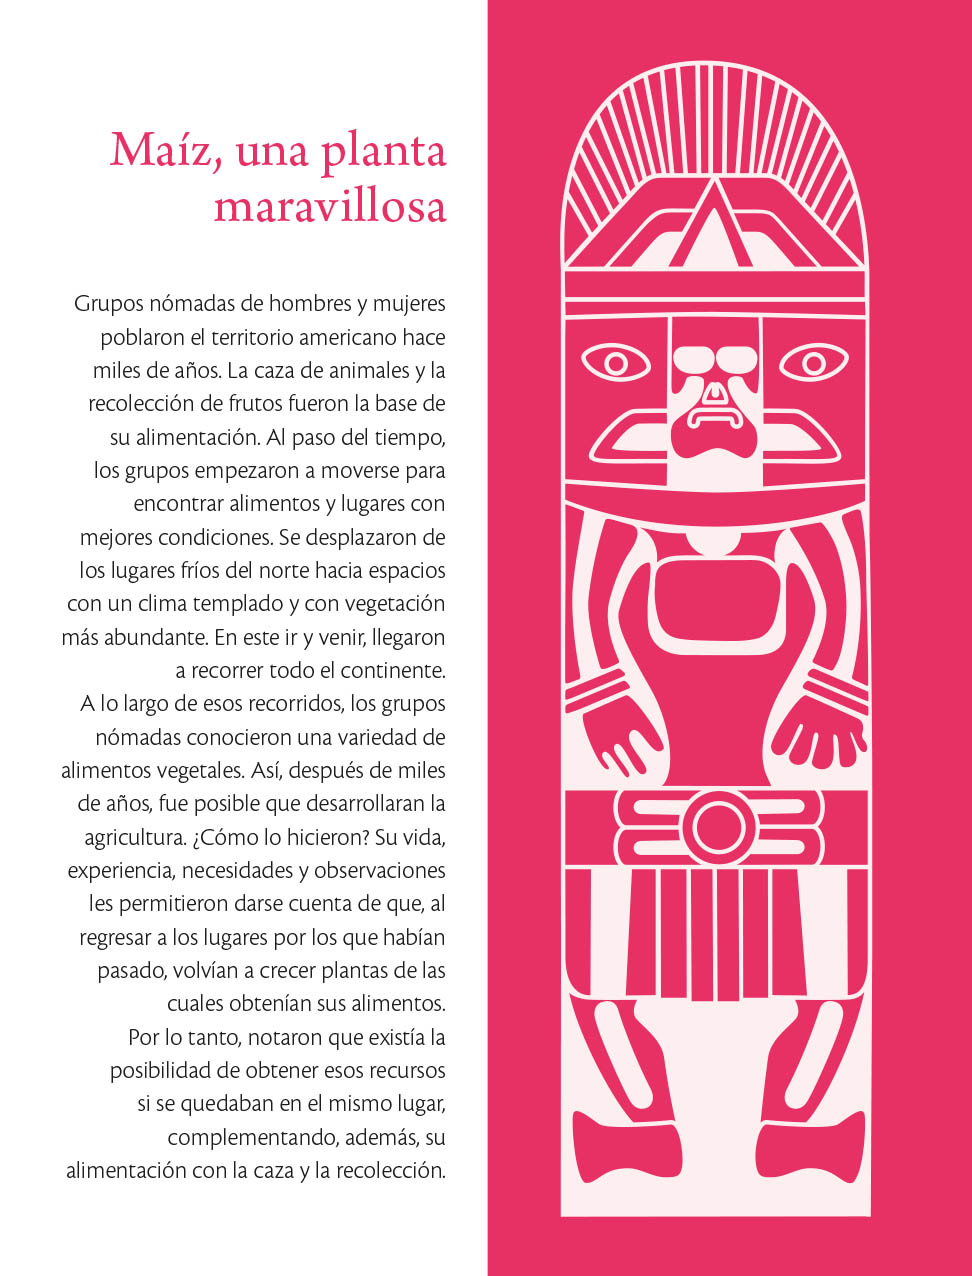 Maíz, una planta
maravillosa
Grupos nómadas de hombres y mujeres
poblaron el territorio americano hace
miles de años. La caza de animales y la
recolección de frutos fueron la base de
su alimentación. Al paso del tiempo,
los grupos empezaron a moverse para
encontrar alimentos y lugares con
mejores condiciones. Se desplazaron de
los lugares fríos del norte hacia espacios
con un clima templado y con vegetación
más abundante. En este ir y venir, llegaron
a recorrer todo el continente.
A lo largo de esos recorridos, los grupos
nómadas conocieron una variedad de
alimentos vegetales. Así, después de miles
de años, fue posible que desarrollaran la
agricultura. ¿Cómo lo hicieron? Su vida,
experiencia, necesidades y observaciones
les permitieron darse cuenta de que, al
regresar a los lugares por los que habían
pasado, volvían a crecer plantas de las
cuales obtenían sus alimentos.
Por lo tanto, notaron que existía la
posibilidad de obtener esos recursos
si se quedaban en el mismo lugar,
complementando, además, su
alimentación con la caza y la recolección.